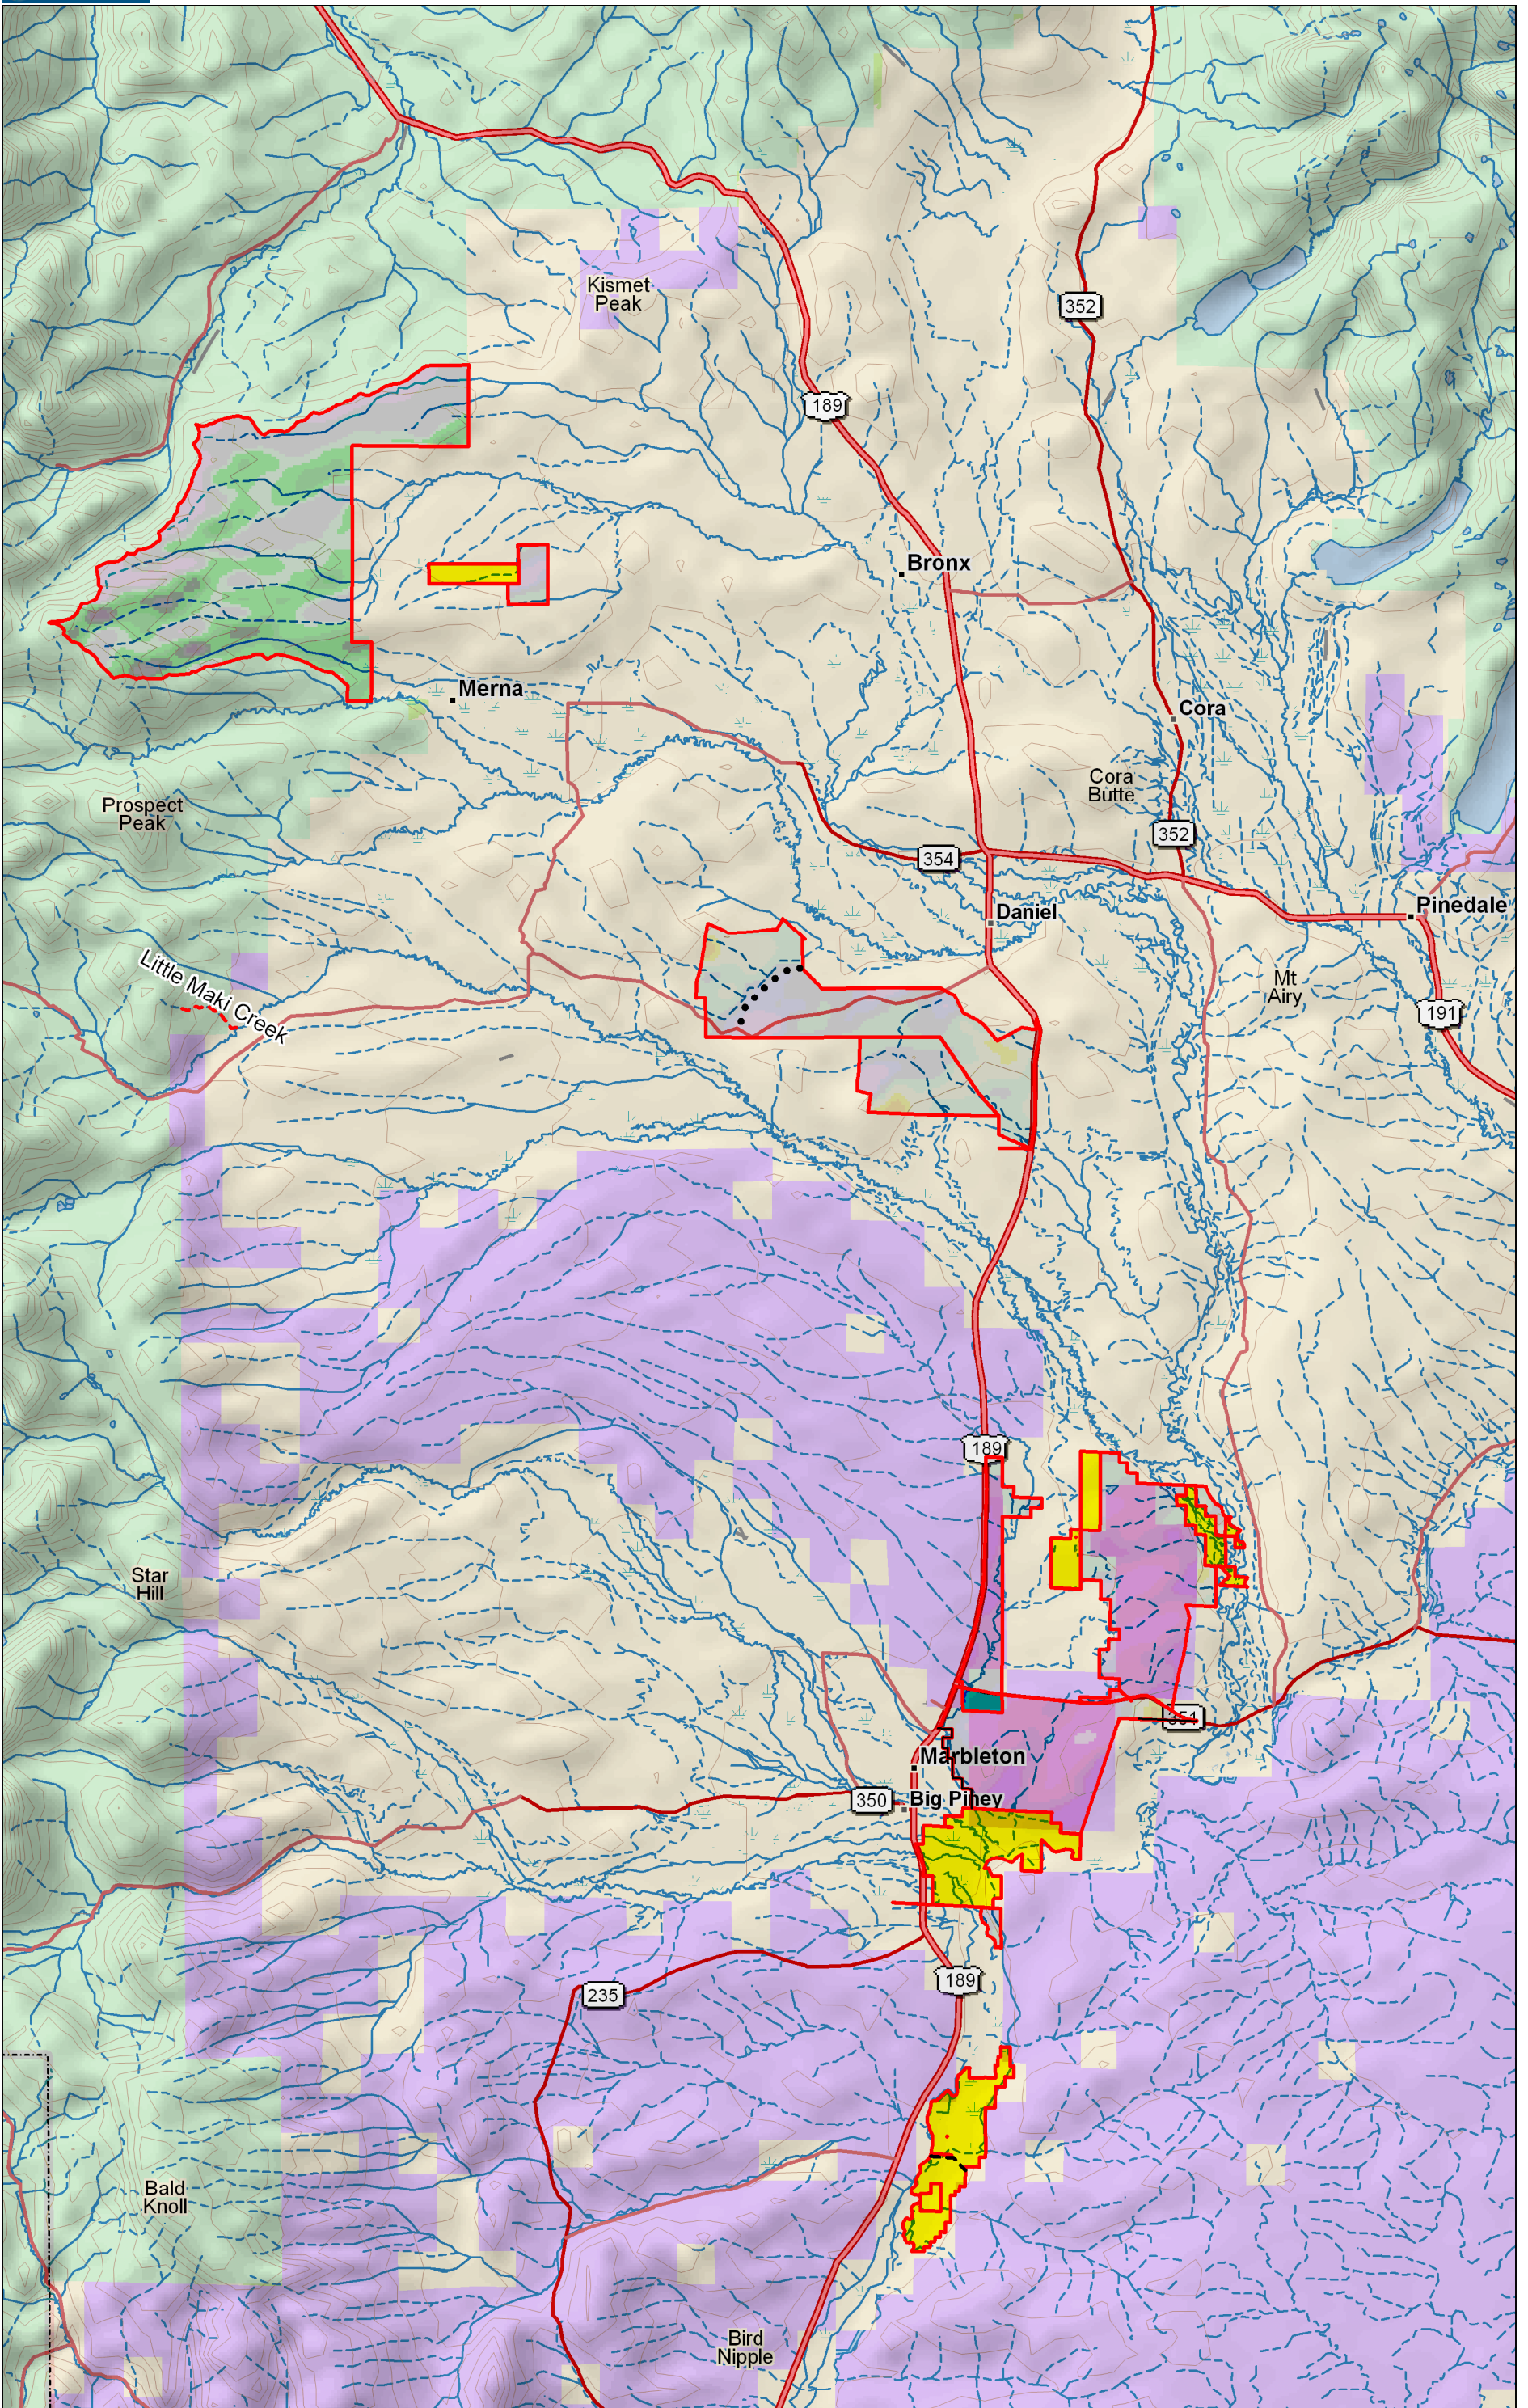 Kismet
Peak
352
189
Bronx
Merna
Cora
Cora
Butte
Prospect
Peak
352
354
Daniel
Pinedale
Little Maki Creek
Mt
Airy
191
189
Star
Hill
351
Marbleton
350
Big Piney
189
235
Bald
Knoll
Bird
Nipple